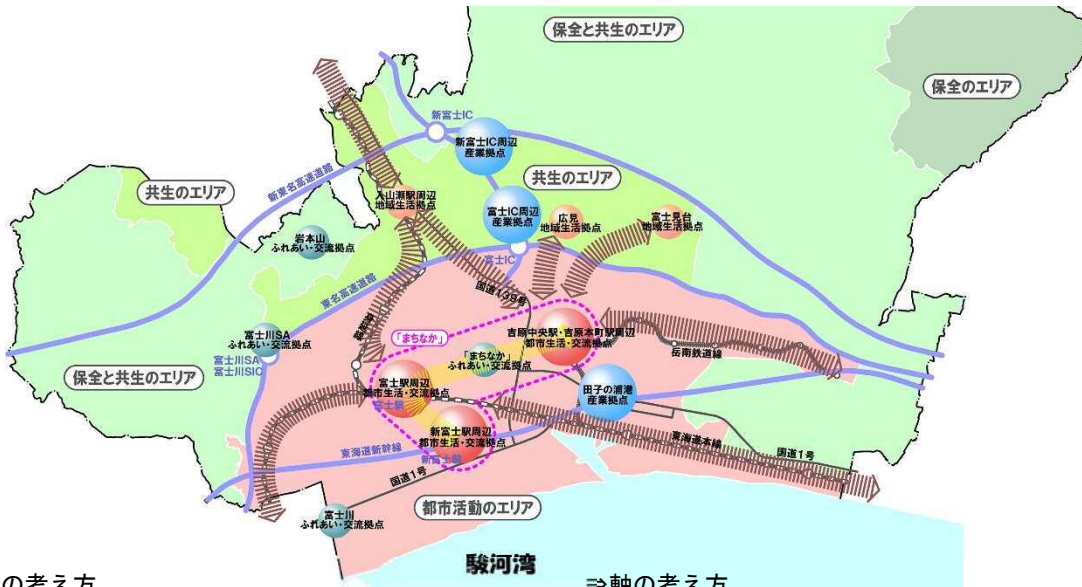 保全と共生のエリア
保全のエリア
新富士IC
新富士IC周辺
産業拠点
新東名高速道路
共生のエリア
共生のエリア
入山瀬駅周辺
地域生活拠点
富士IC周辺
産業拠点
広見
地域生活拠点
富士見台
地域生活拠点
岩本山
ふれあい・交流拠点
富士IC
東名高速道路
国道139号
身延線
吉原中央駅・吉原本町駅周辺
都市生活・交流拠点
「まちなか」
富士川SA
ふれあい・交流拠点
富士川SA
富士川SIC
「まちなか」
ふれあい・交流拠点
岳南鉄道線
保全と共生のエリア
富士駅周辺
都市生活・交流拠点
富士駅
田子の浦港
産業拠点
新富士駅周辺
都市生活・交流拠点
新富士駅
東海道本線
東海道新幹線
国道1号
国道1号
都市活動のエリア
富士川
ふれあい・交流拠点
駿河湾
の考え方
⇒軸の考え方